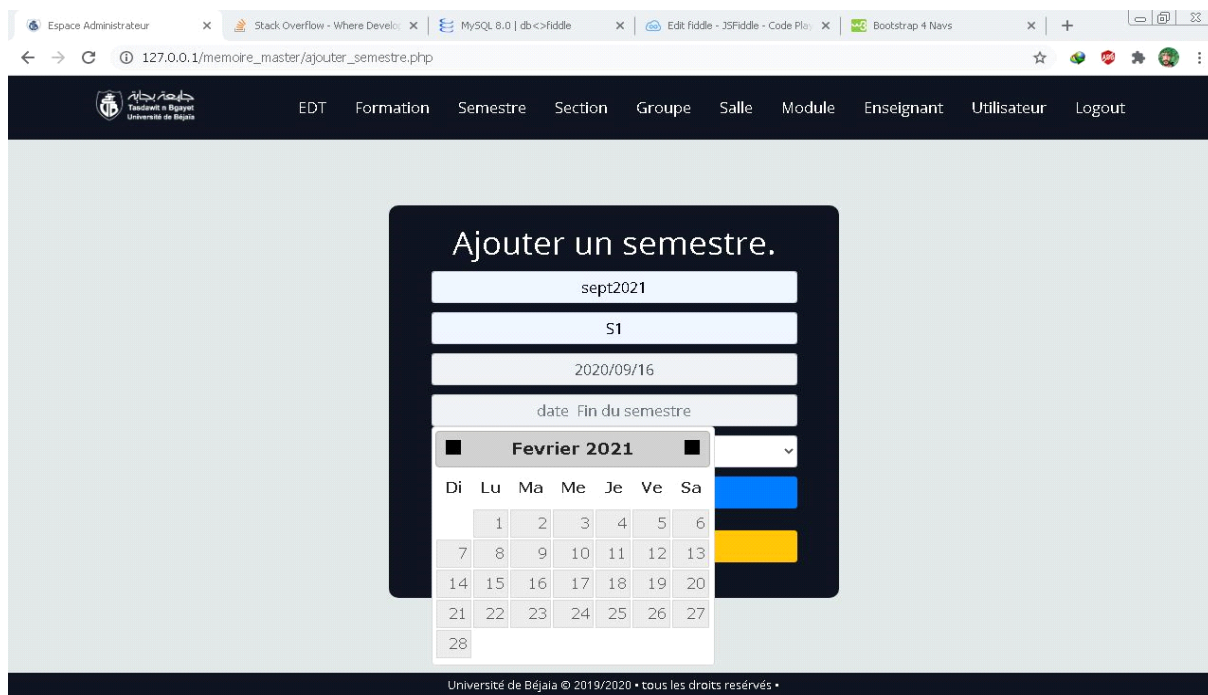 Espace Administrateur
Stack Overflow - Where Develo
MySQL 8.0 | db<>fiddle
Edit fiddle - JSFiddle - Code Play
Bootstrap 4 Navs
127.0.0.1/memoire_master/ajouter_semestre.php
جامعة بجاية
Tasdawit n Bgayet
Université de Béjaïa
EDT Formation Semestre Section Groupe Salle Module Enseignant Utilisateur Logout
Ajouter un semestre.
sept2021
S1
2020/09/16
date Fin du semestre
Fevrier 2021
Di Lu Ma Me Je Ve Sa
1 2 3 4 5 6
7 8 9 10 11 12 13
14 15 16 17 18 19 20
21 22 23 24 25 26 27
28
Université de Béjaia © 2019/2020 • tous les droits resérvés •